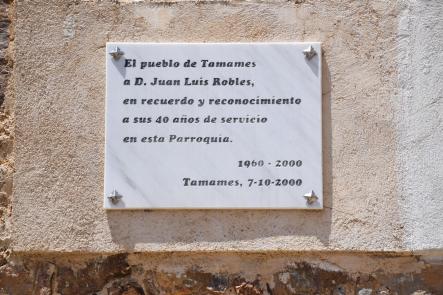 El pueblo de Tamames
a D. Juan Luis Robles,
en recuerdo y reconocimiento
a sus 40 años de servicio
en esta Parroquia.
1960 - 2000
Tamames, 7-10-2000